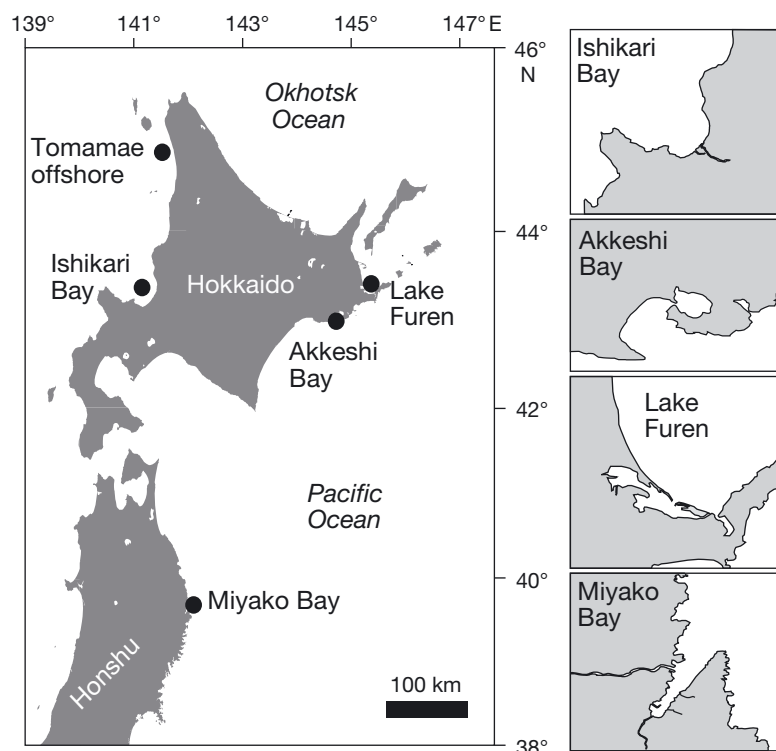 139°
141°
143°
145°
147° E
46°
N
44°
42°
40°
38°
Okhotsk
Ocean
Tomamae
offshore
Ishikari
Bay
Hokkaido
Lake
Furen
Akkeshi
Bay
Pacific
Ocean
Miyako Bay
Honshu
100 km
Ishikari
Bay
Akkeshi
Bay
Lake
Furen
Miyako
Bay